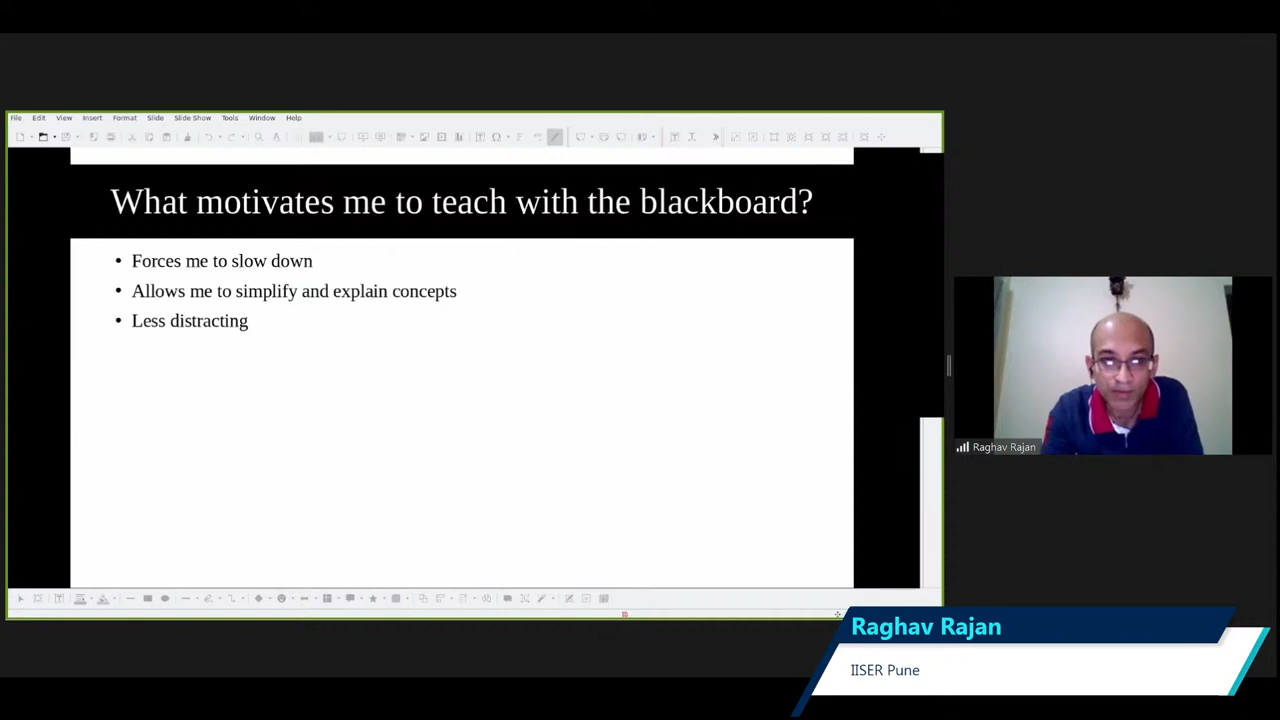 File Edit View Insert Format Slide Slide Show Tools Window Help
What motivates me to teach with the blackboard?
• Forces me to slow down
• Allows me to simplify and explain concepts
• Less distracting
Raghav Rajan
Raghav Rajan
IISER Pune